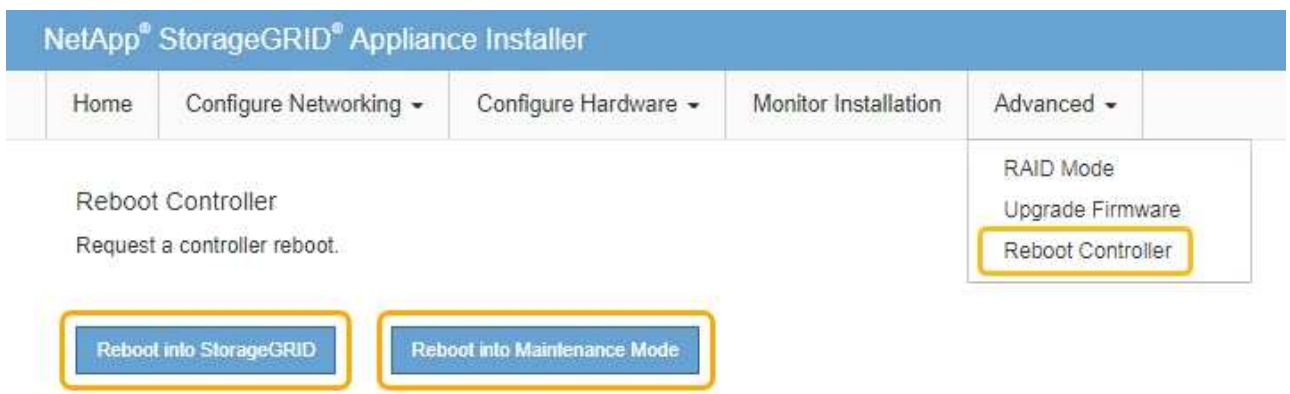 NetApp® StorageGRID® Appliance Installer
Home Configure Networking Configure Hardware Monitor Installation Advanced
RAID Mode
Upgrade Firmware
Reboot Controller
Reboot Controller
Request a controller reboot.
Reboot into StorageGRID Reboot into Maintenance Mode